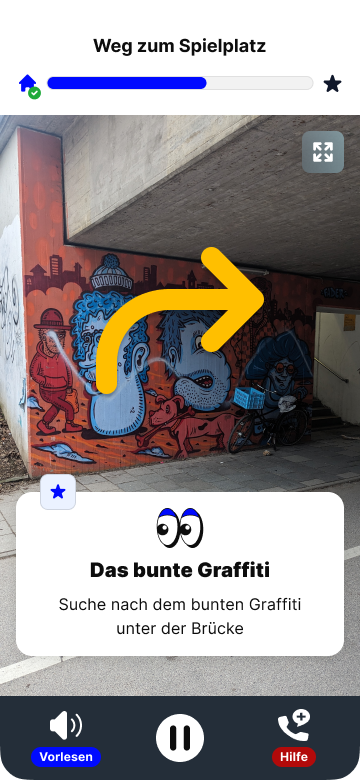 Weg zum Spielplatz
Das bunte Graffiti
Suche nach dem bunten Graffiti
unter der Brücke
Vorlesen
Hilfe